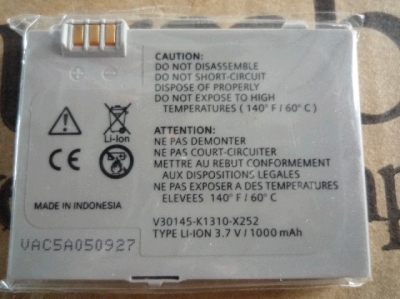 CAUTION:
DO NOT DISASSEMBLE
DO NOT SHORT-CIRCUIT
DISPOSE OF PROPERLY
DO NOT EXPOSE TO HIGH
TEMPERATURES ( 140° F / 60° C )
Li-Ion
ATTENTION:
NE PAS DEMONTER
NE PAS COURT-CIRCUITER
METTRE AU REBUT CONFORMEMENT
AUX DISPOSITIONS LEGALES
NE PAS EXPOSER A DES TEMPERATURES
ELEVEES 140° F / 60° C
CE
MADE IN INDONESIA
V30145-K1310-X252
TYPE LI-ION 3.7 V / 1000 mAh
VAC5A050927